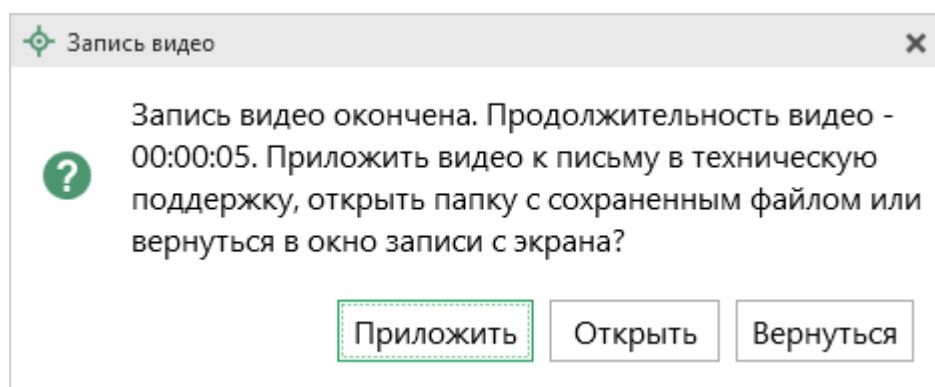 Запись видео
Запись видео окончена. Продолжительность видео -
00:00:05. Приложить видео к письму в техническую
поддержку, открыть папку с сохраненным файлом или
вернуться в окно записи с экрана?
Приложить Открыть Вернуться